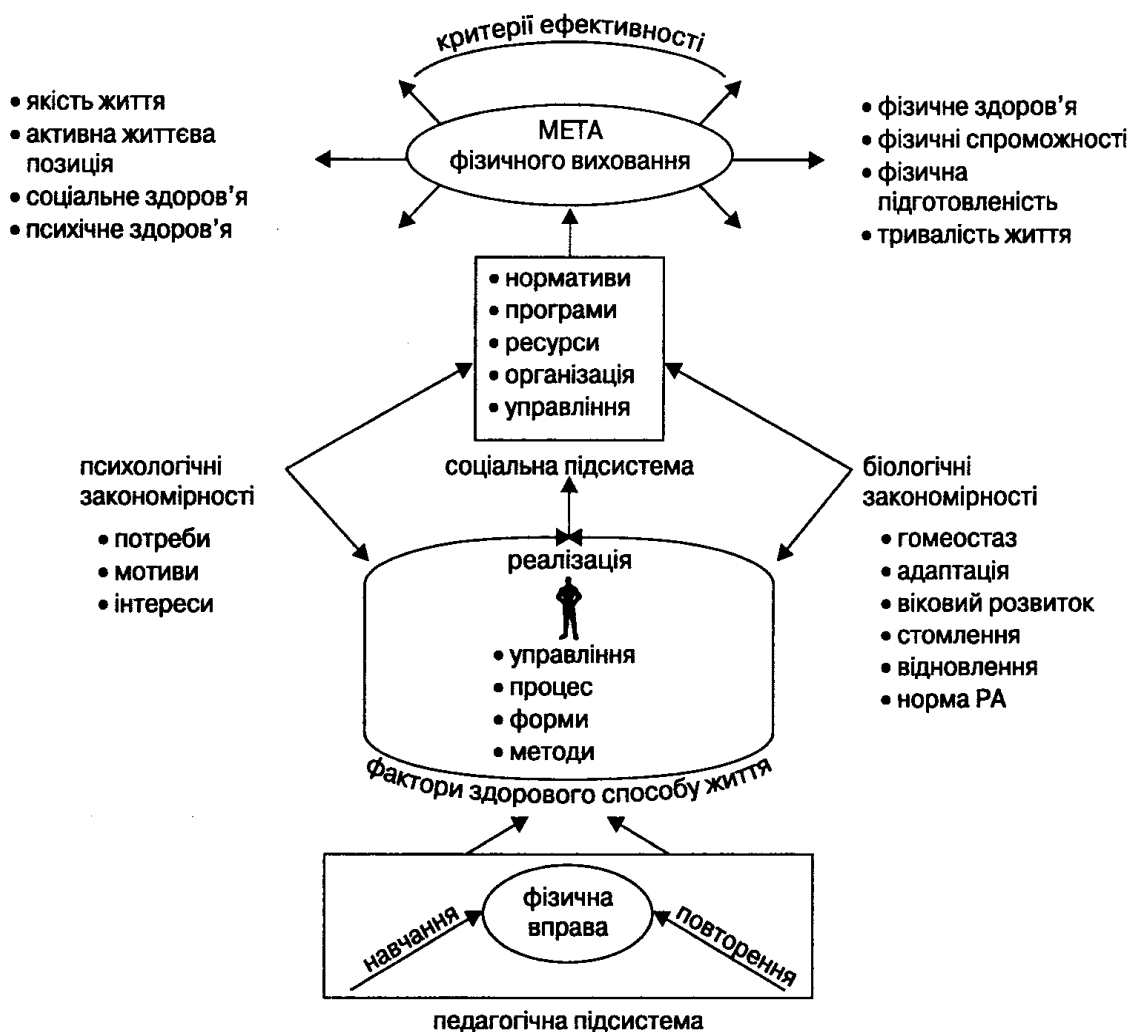 критерії ефективності
• якість життя
• активна життєва
позиція
• соціальне здоров'я
• психічне здоров'я
МЕТА
фізичного виховання
• фізичне здоров'я
• фізичні спроможності
• фізична
підготовленість
• тривалість життя
• нормативи
• програми
• ресурси
• організація
• управління
соціальна підсистема
психологічні
закономірності
• потреби
• мотиви
• інтереси
біологічні
закономірності
• гомеостаз
• адаптація
• віковий розвиток
• стомлення
• відновлення
• норма РА
реалізація
• управління
• процес
• форми
• методи
фактори здорового способу життя
фізична
вправа
навчання
повторення
педагогічна підсистема